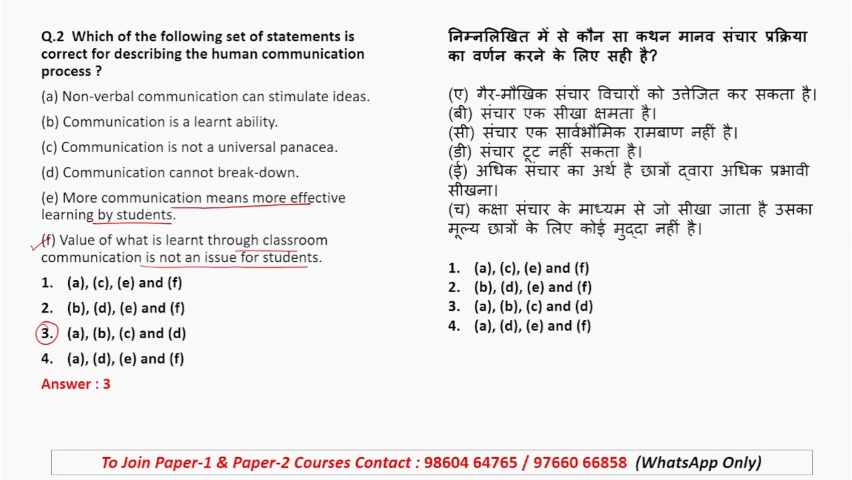 Q.2 Which of the following set of statements is
correct for describing the human communication
process ?
(a) Non-verbal communication can stimulate ideas.
(b) Communication is a learnt ability.
(c) Communication is not a universal panacea.
(d) Communication cannot break-down.
(e) More communication means more effective
learning by students.
(f) Value of what is learnt through classroom
communication is not an issue for students.
1. (a), (c), (e) and (f)
2. (b), (d), (e) and (f)
3. (a), (b), (c) and (d)
4. (a), (d), (e) and (f)
Answer : 3
निम्नलिखित में से कौन सा कथन मानव संचार प्रक्रिया
का वर्णन करने के लिए सही है?
(ए) गैर-मौखिक संचार विचारों को उत्तेजित कर सकता है।
(बी) संचार एक सीखा क्षमता है।
(सी) संचार एक सार्वभौमिक रामबाण नहीं है।
(डी) संचार टूट नहीं सकता है।
(ई) अधिक संचार का अर्थ है छात्रों द्वारा अधिक प्रभावी
सीखना।
(च) कक्षा संचार के माध्यम से जो सीखा जाता है उसका
मूल्य छात्रों के लिए कोई मुद्दा नहीं है।
1. (a), (c), (e) and (f)
2. (b), (d), (e) and (f)
3. (a), (b), (c) and (d)
4. (a), (d), (e) and (f)
To Join Paper-1 & Paper-2 Courses Contact : 98604 64765 / 97660 66858 (WhatsApp Only)